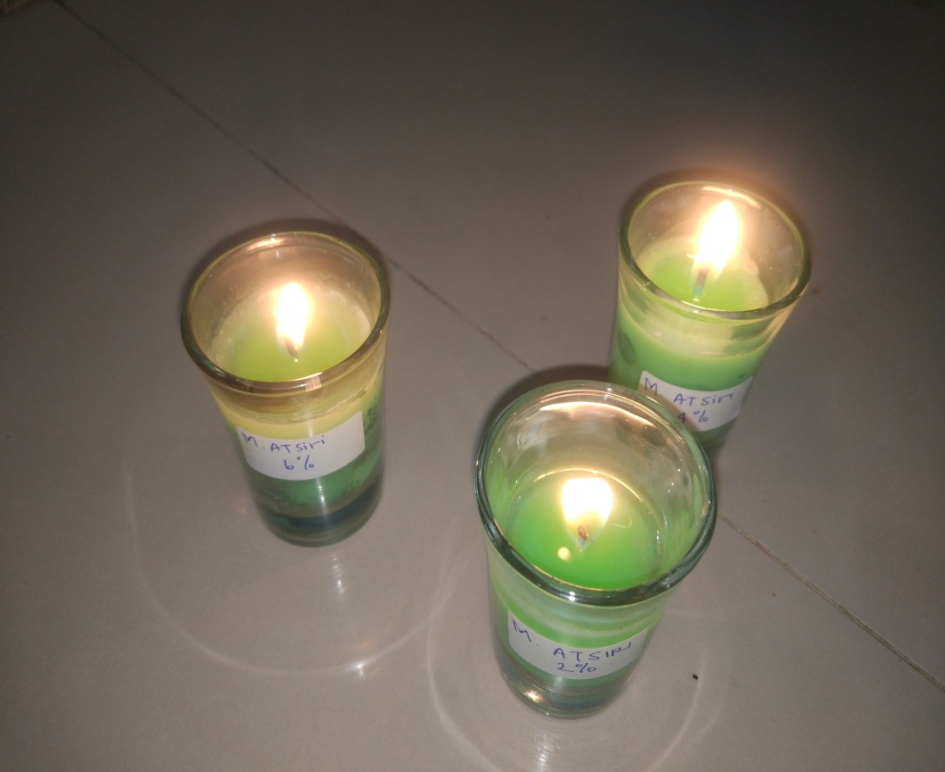 M. ATSiri
6%
M. ATSiri
4%
M. ATSIRI
2%